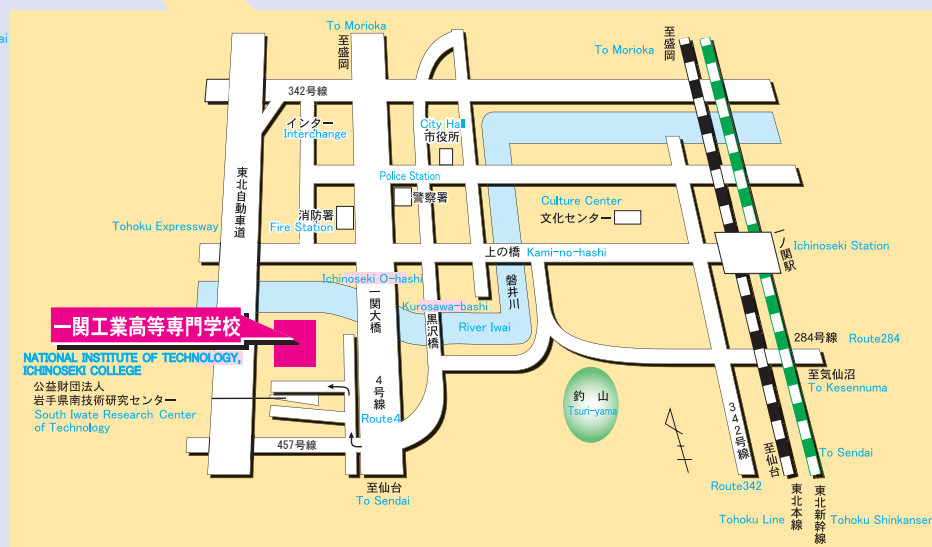 ai
To Morioka
至盛岡
To Morioka
至盛岡
342号線
インター
Interchange
City Hall
市役所
Police Station
警察署
消防署
Fire Station
Culture Center
文化センター
東北自動車道
Tohoku Expressway
上の橋 Kami-no-hashi
一ノ関駅
Ichinoseki Station
Ichinoseki O-hashi
一関大橋
Kurosawa-bashi
黒沢橋
磐井川
River Iwai
一関工業高等専門学校
NATIONAL INSTITUTE OF TECHNOLOGY,
ICHINOSEKI COLLEGE
公益財団法人
岩手県南技術研究センター
South Iwate Research Center
of Technology
284号線 Route284
至気仙沼
To Kesennuma
釣山
Tsuri-yama
4号線
Route4
342号線
Route342
457号線
至仙台
To Sendai
至仙台
To Sendai
Tohoku Line
東北本線
東北新幹線
Tohoku Shinkansen